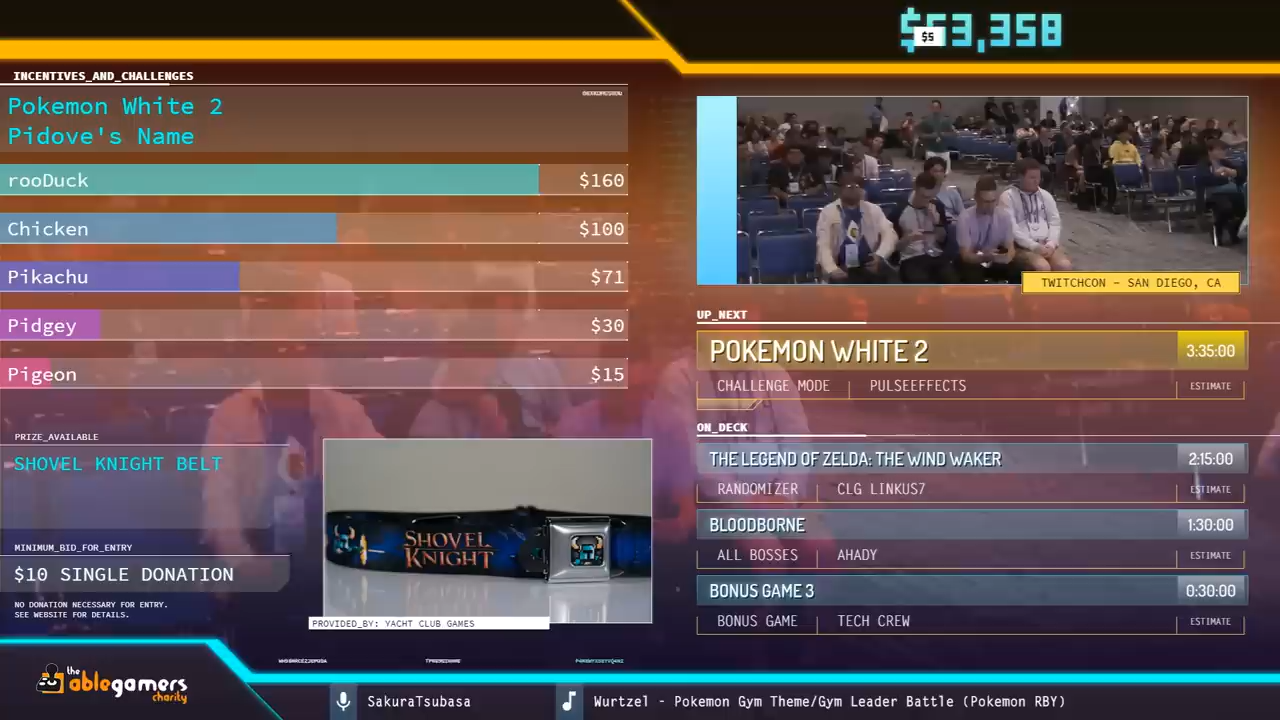 $53,358
$5
INCENTIVES_AND_CHALLENGES
Pokemon White 2
Pidove's Name
rooDuck $160
Chicken $100
Pikachu $71
Pidgey $30
Pigeon $15
PRIZE_AVAILABLE
SHOVEL KNIGHT BELT
MINIMUM_BID_FOR_ENTRY
$10 SINGLE DONATION
NO DONATION NECESSARY FOR ENTRY.
SEE WEBSITE FOR DETAILS.
SHOVEL
KNIGHT
PROVIDED_BY: YACHT CLUB GAMES
TWITCHCON - SAN DIEGO, CA
UP_NEXT
POKEMON WHITE 2 3:35:00
CHALLENGE MODE PULSEEFFECTS ESTIMATE
ON_DECK
THE LEGEND OF ZELDA: THE WIND WAKER 2:15:00
RANDOMIZER CLG LINKUS7 ESTIMATE
BLOODBORNE 1:30:00
ALL BOSSES AHADY ESTIMATE
BONUS GAME 3 0:30:00
BONUS GAME TECH CREW ESTIMATE
the
ablegamers
charity
SakuraTsubasa
Wurtzel - Pokemon Gym Theme/Gym Leader Battle (Pokemon RBY)